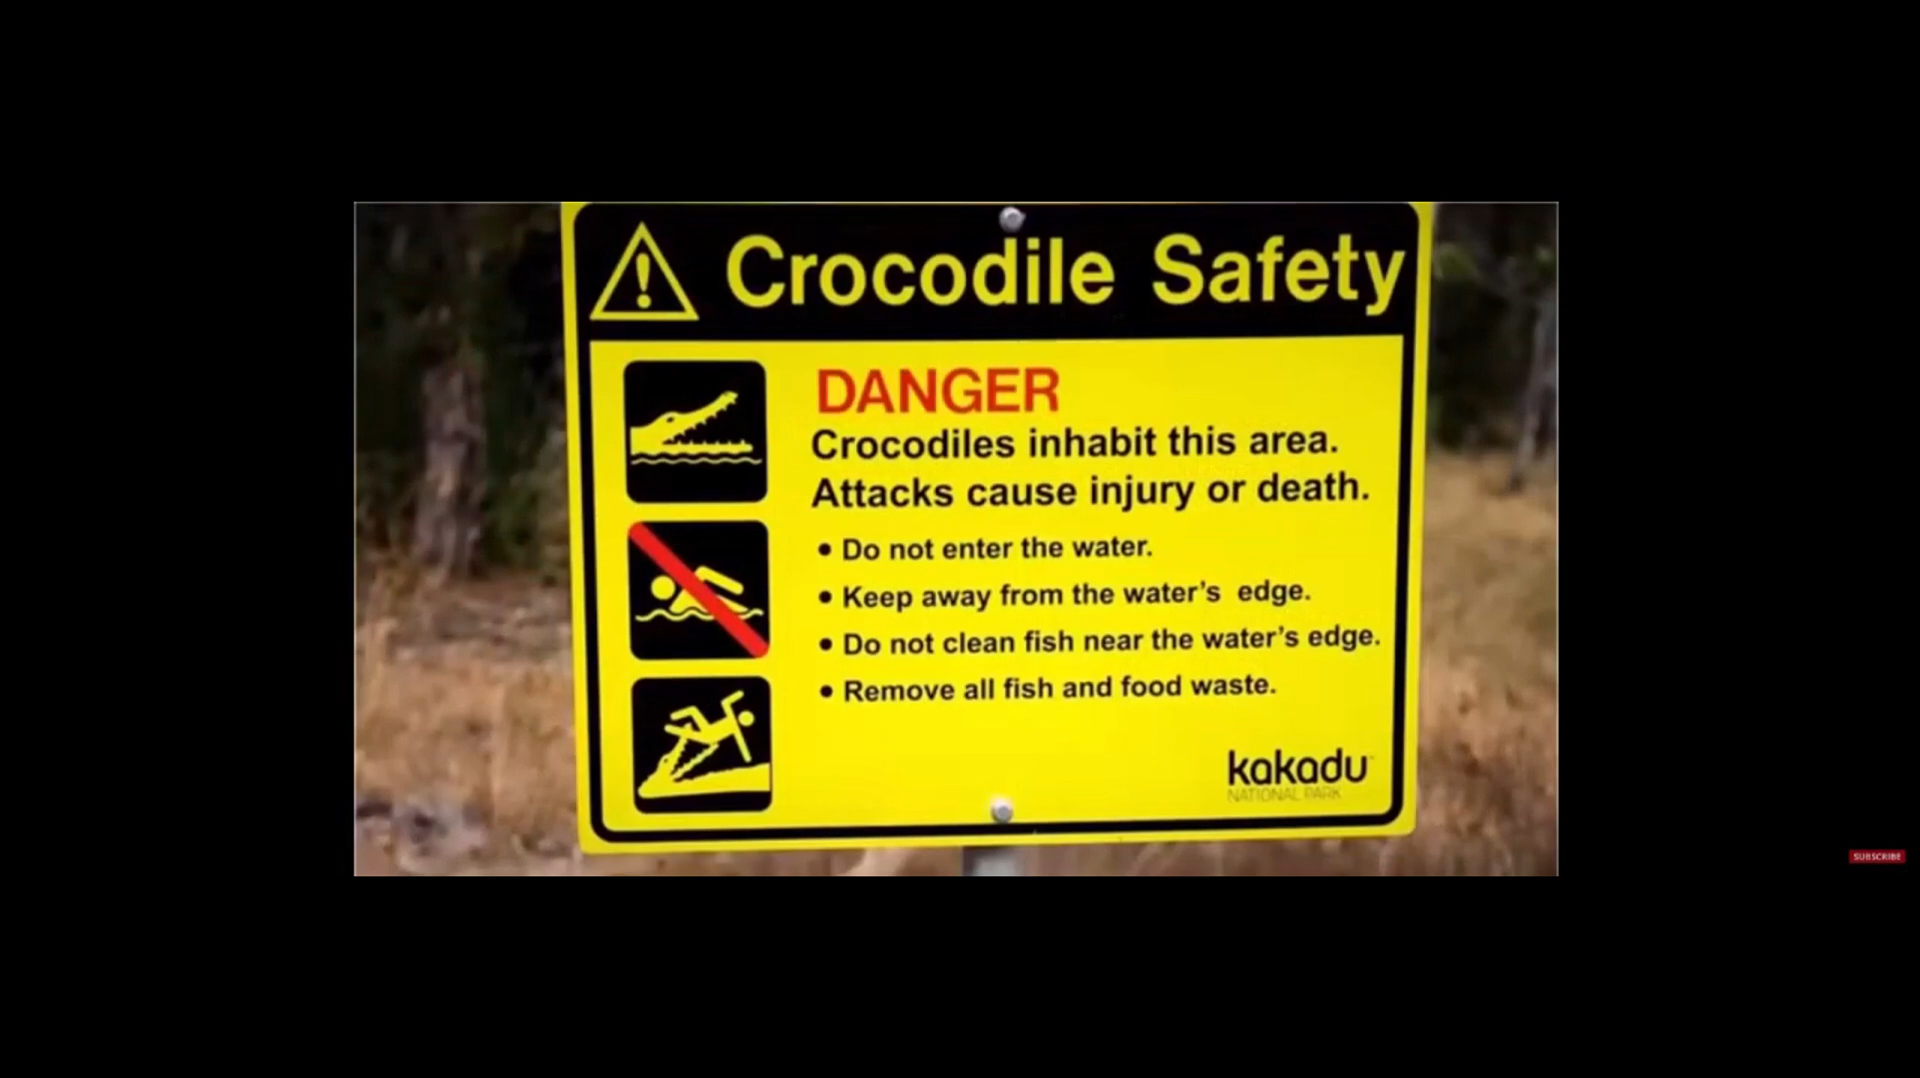 Crocodile Safety
DANGER
Crocodiles inhabit this area.
Attacks cause injury or death.
• Do not enter the water.
• Keep away from the water's edge.
• Do not clean fish near the water's edge.
• Remove all fish and food waste.
kakadu
NATIONAL PARK
SUBSCRIBE